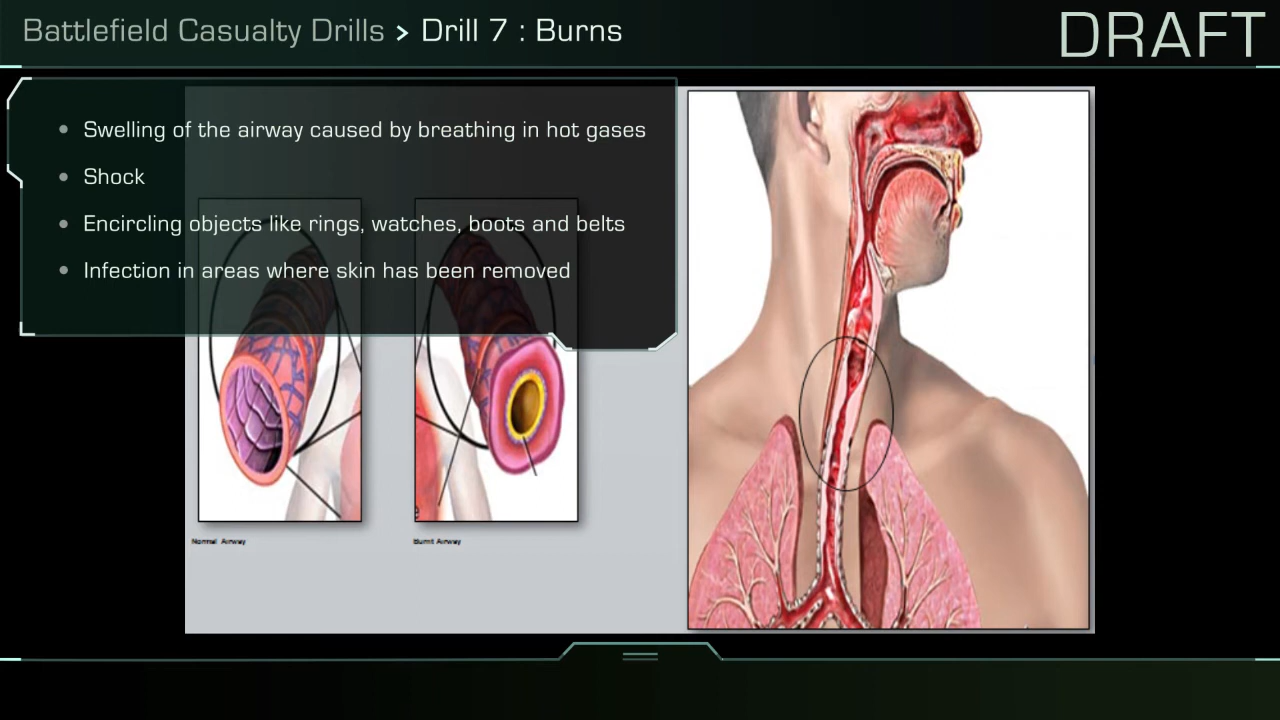 Battlefield Casualty Drills > Drill 7 : Burns
DRAFT
• Swelling of the airway caused by breathing in hot gases
• Shock
• Encircling objects like rings, watches, boots and belts
• Infection in areas where skin has been removed
Normal Airway
Burnt Airway